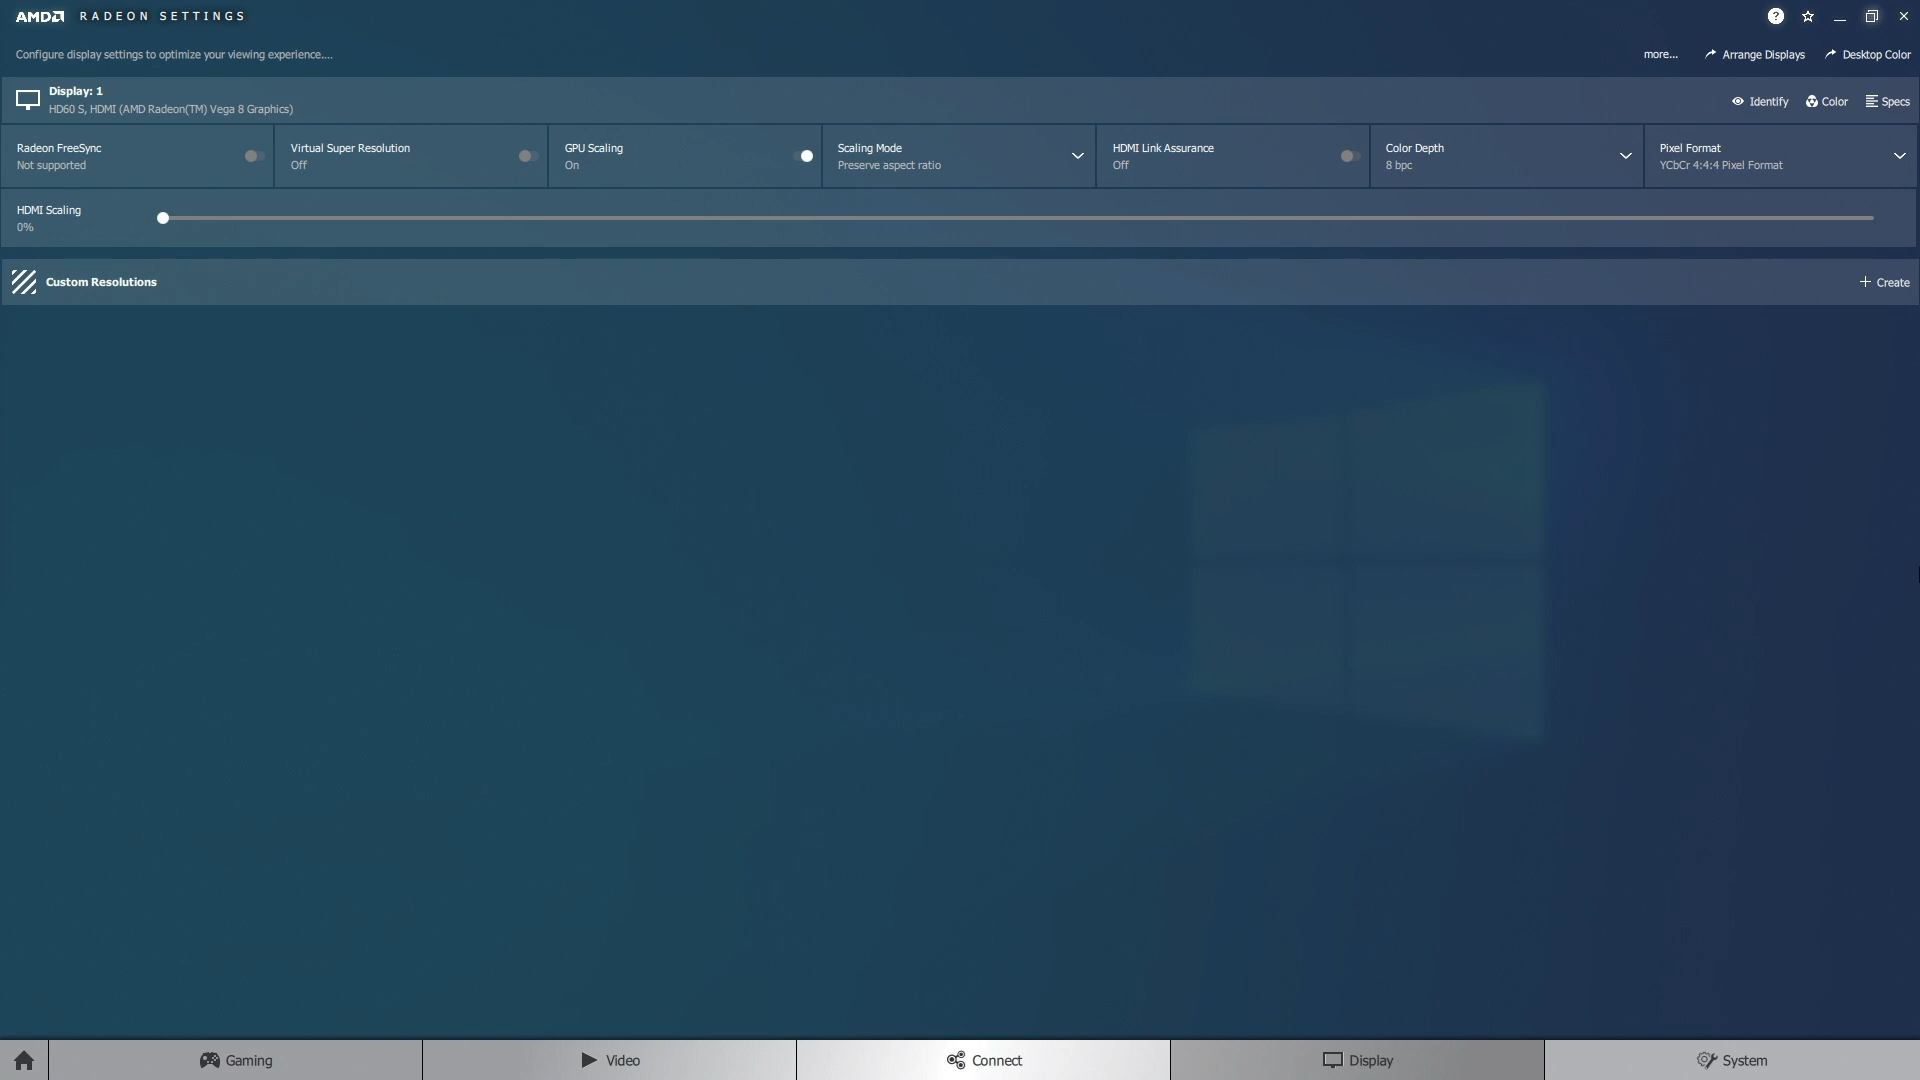 AMD RADEON SETTINGS
Configure display settings to optimize your viewing experience....
more... Arrange Displays Desktop Color
Display: 1
HD60 S, HDMI (AMD Radeon(TM) Vega 8 Graphics)
Identify Color Specs
Radeon FreeSync
Not supported
Virtual Super Resolution
Off
GPU Scaling
On
Scaling Mode
Preserve aspect ratio
HDMI Link Assurance
Off
Color Depth
8 bpc
Pixel Format
YCbCr 4:4:4 Pixel Format
HDMI Scaling
0%
Custom Resolutions
Create
Gaming Video Connect Display System